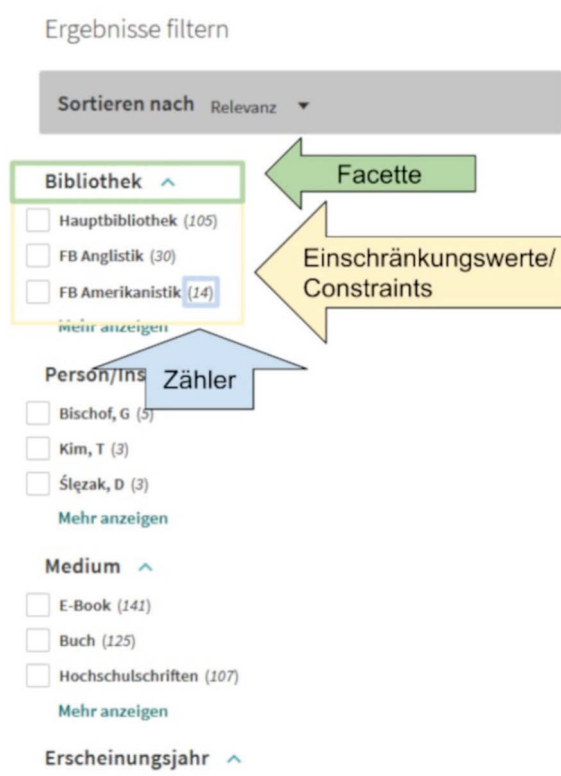 Ergebnisse filtern
Sortieren nach Relevanz
Bibliothek
Facette
Hauptbibliothek (105)
FB Anglistik (30)
FB Amerikanistik (14)
Einschränkungswerte/
Constraints
Mehr anzeigen
Person/Ins
Zähler
Bischof, G (5)
Kim, T (3)
Ślęzak, D (3)
Mehr anzeigen
Medium
E-Book (141)
Buch (125)
Hochschulschriften (107)
Mehr anzeigen
Erscheinungsjahr